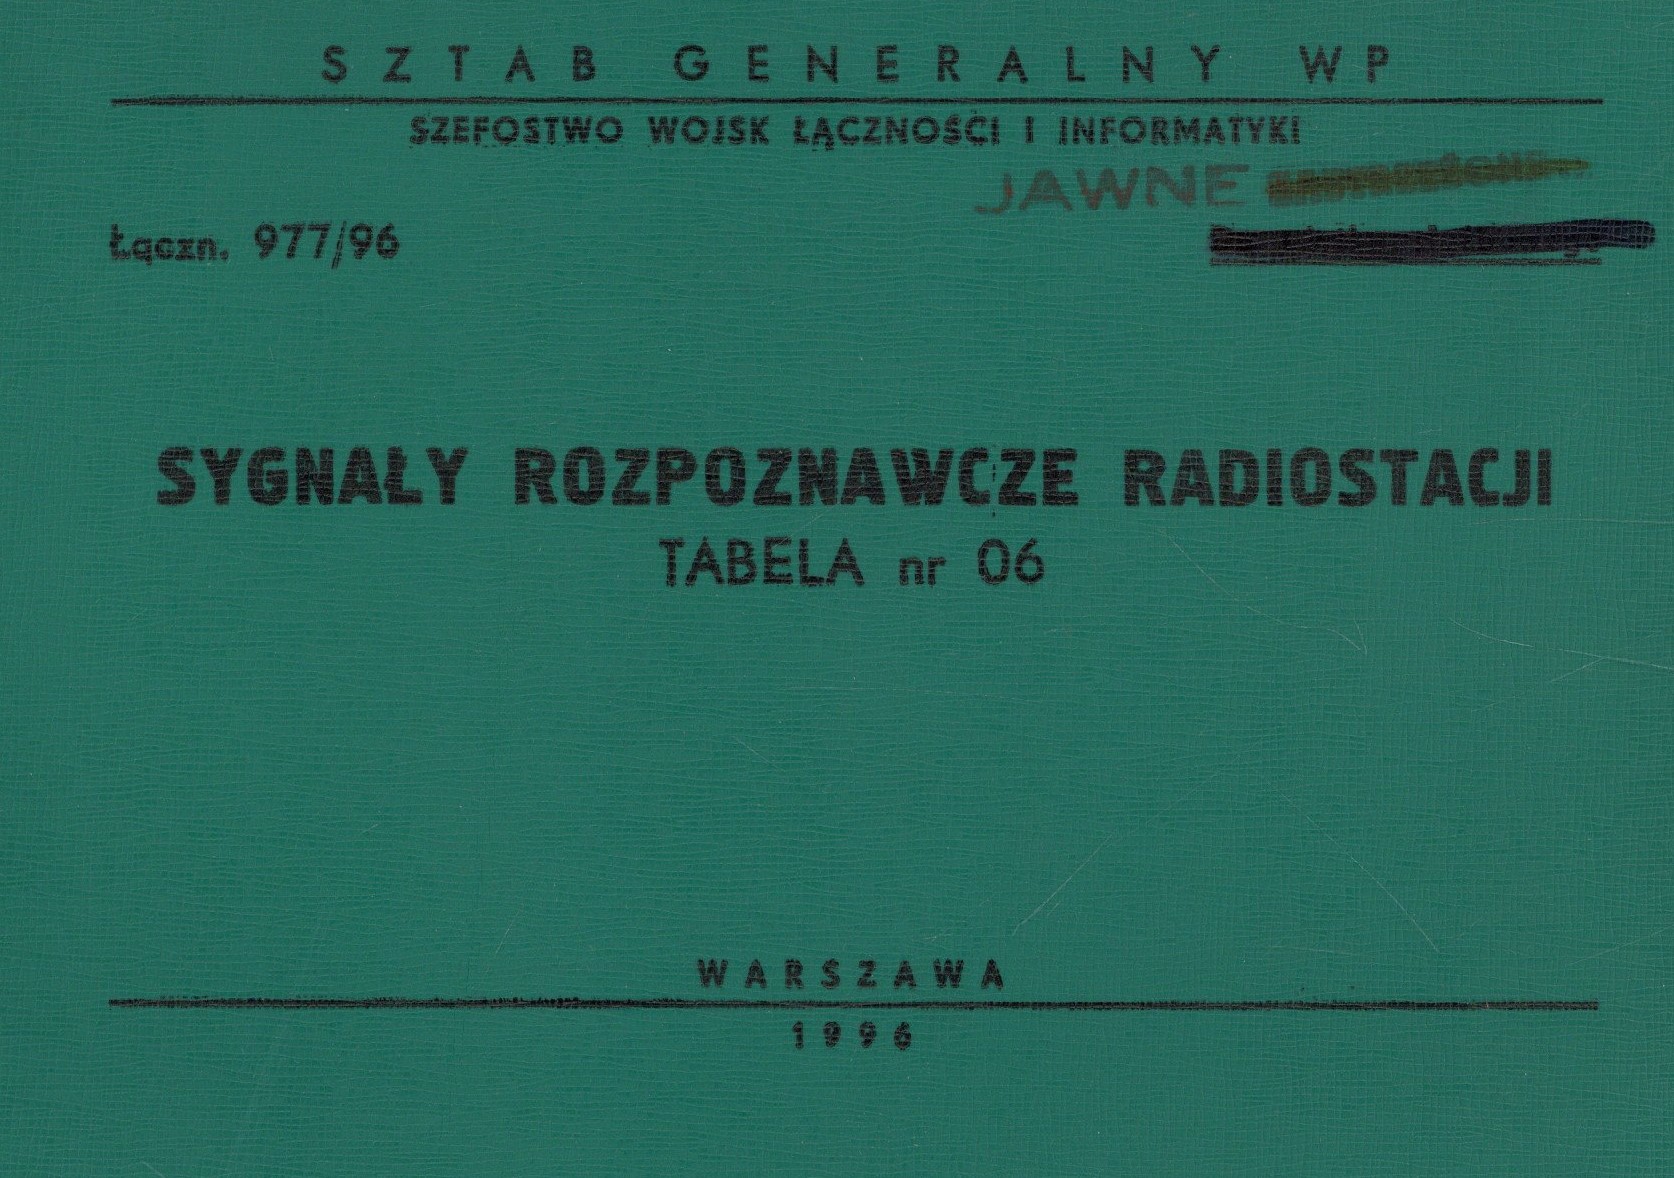 SZTAB GENERALNY WP
SZEFOSTWO WOJSK ŁĄCZNOŚCI I INFORMATYKI
JAWNE
Łączn. 977/96
SYGNAŁY ROZPOZNAWCZE RADIOSTACJI
TABELA nr 06
WARSZAWA
1996